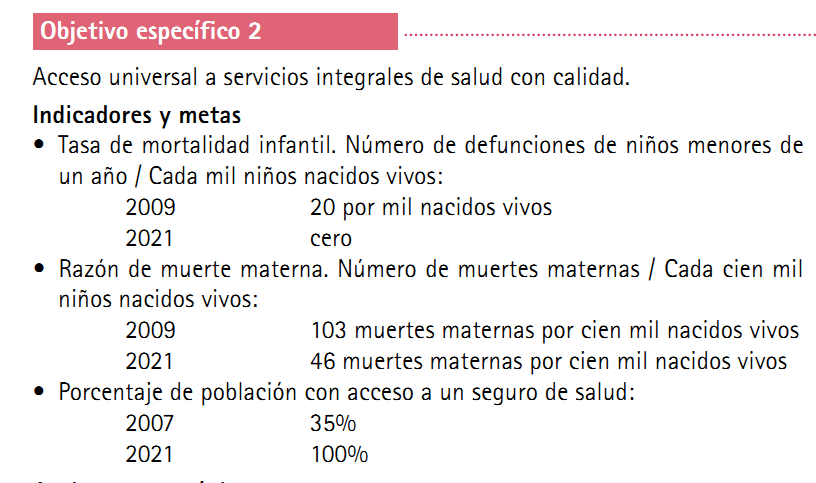 Objetivo específico 2
Acceso universal a servicios integrales de salud con calidad.
Indicadores y metas
• Tasa de mortalidad infantil. Número de defunciones de niños menores de
un año / Cada mil niños nacidos vivos:
2009 20 por mil nacidos vivos
2021 cero
• Razón de muerte materna. Número de muertes maternas / Cada cien mil
niños nacidos vivos:
2009 103 muertes maternas por cien mil nacidos vivos
2021 46 muertes maternas por cien mil nacidos vivos
• Porcentaje de población con acceso a un seguro de salud:
2007 35%
2021 100%